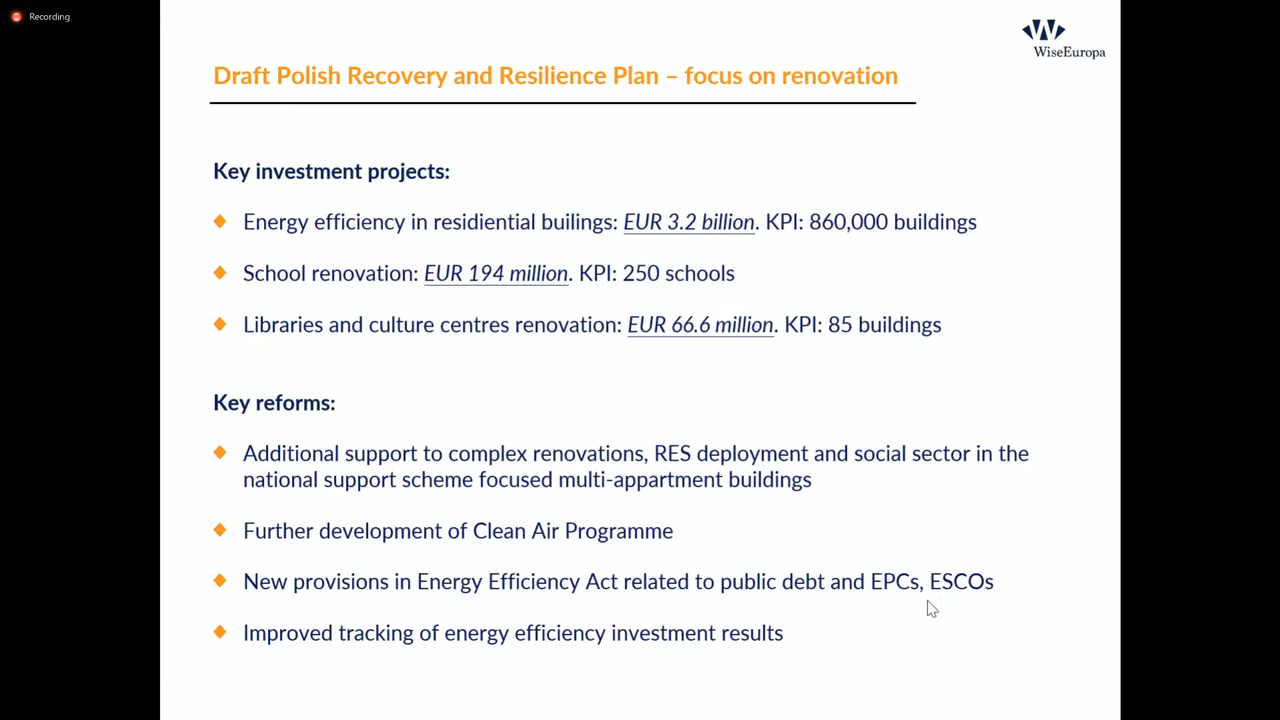 Recording
WiseEuropa
Draft Polish Recovery and Resilience Plan – focus on renovation
Key investment projects:
Energy efficiency in residiential builings: EUR 3.2 billion. KPI: 860,000 buildings
School renovation: EUR 194 million. KPI: 250 schools
Libraries and culture centres renovation: EUR 66.6 million. KPI: 85 buildings
Key reforms:
Additional support to complex renovations, RES deployment and social sector in the
national support scheme focused multi-appartment buildings
Further development of Clean Air Programme
New provisions in Energy Efficiency Act related to public debt and EPCs, ESCOs
Improved tracking of energy efficiency investment results